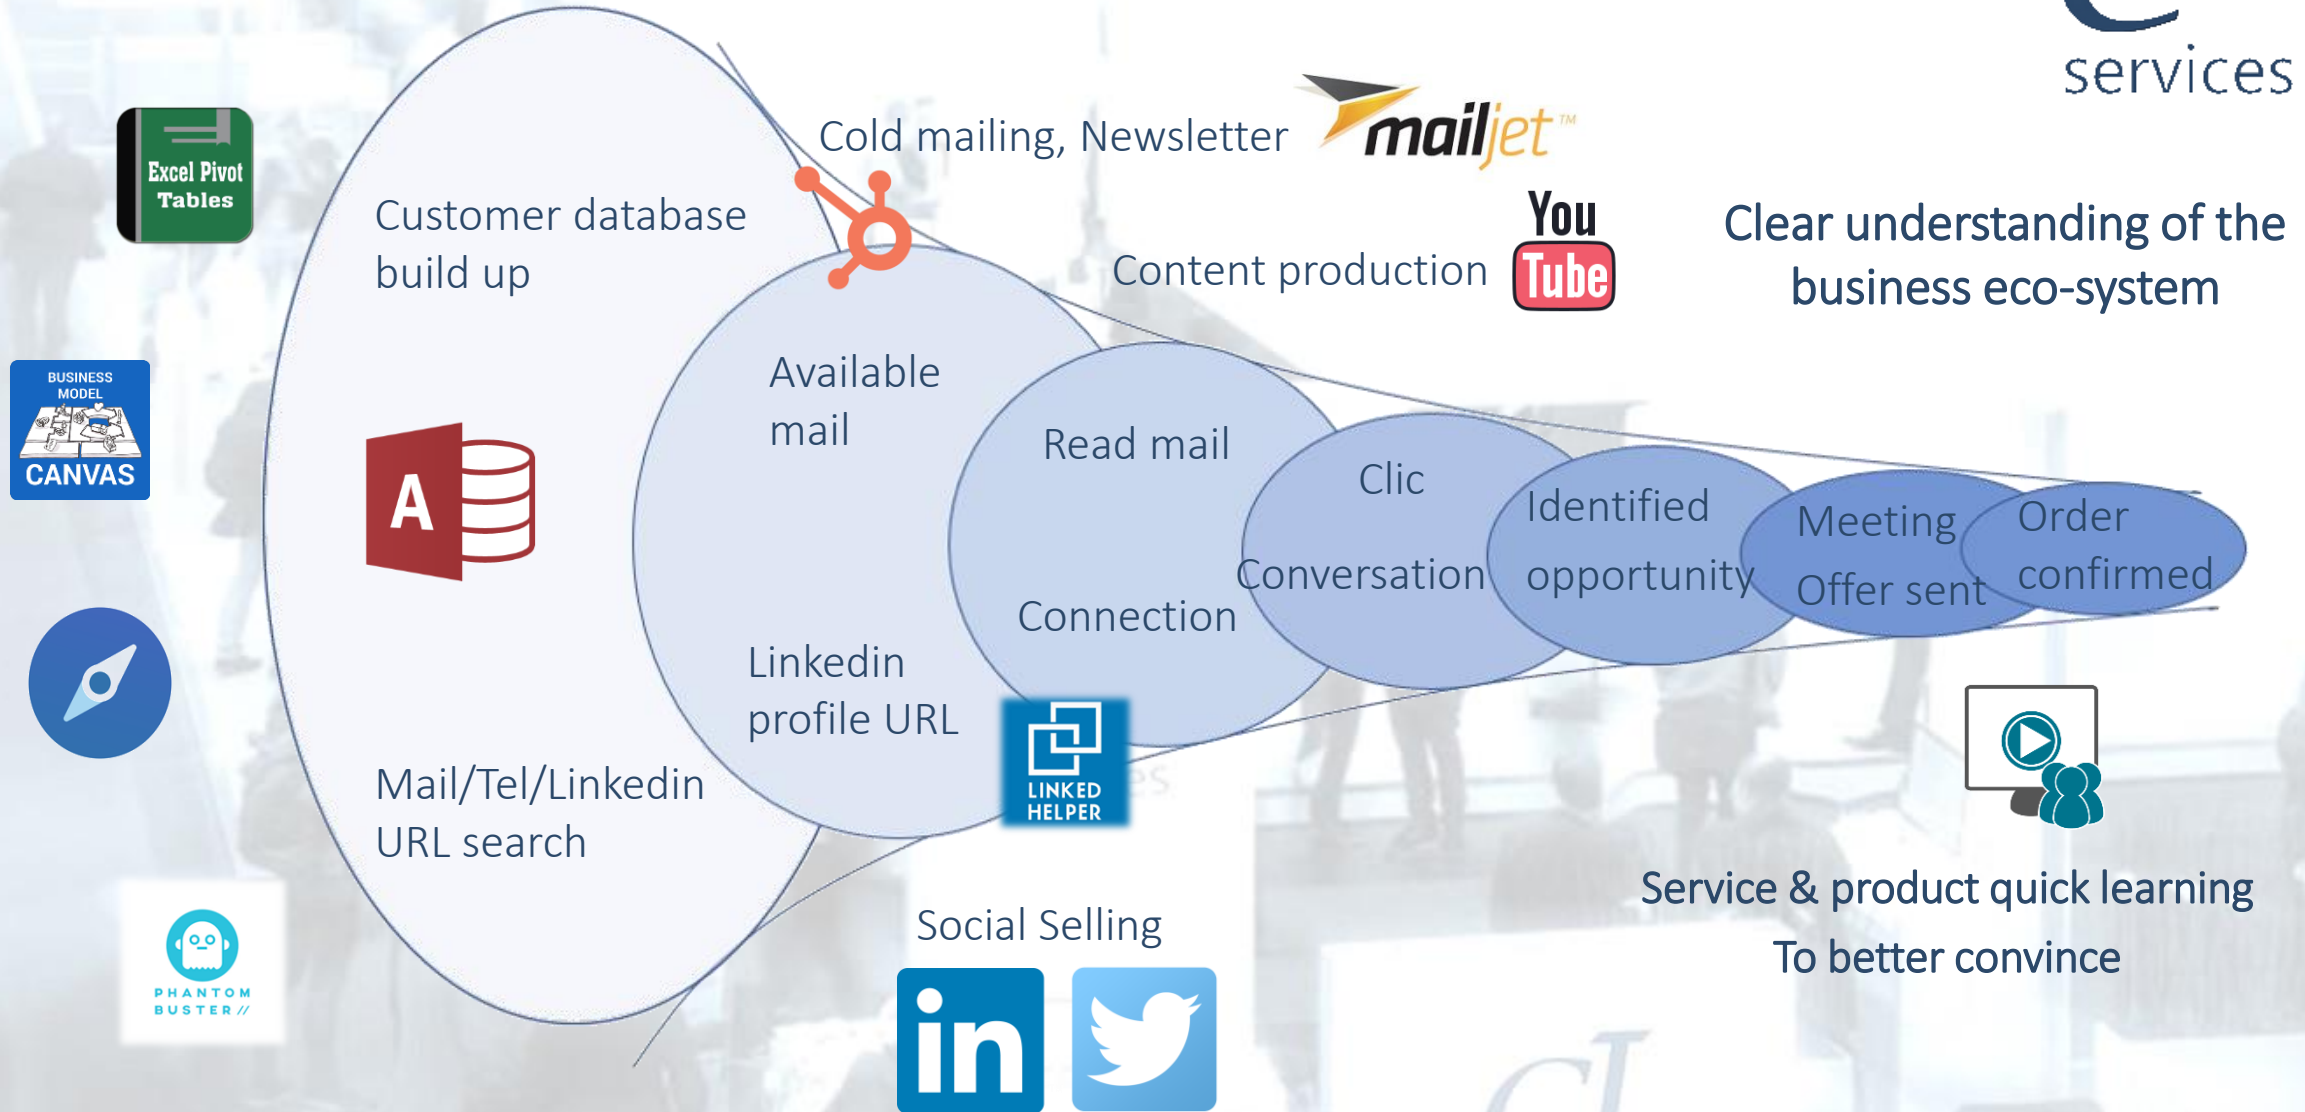 services
Cold mailing, Newsletter
mailjet™
Excel Pivot
Tables
Customer database
build up
Content production
You
Tube
Clear understanding of the
business eco-system
BUSINESS
MODEL
CANVAS
A
Available
mail
Read mail
Clic
Identified
opportunity
Meeting
Offer sent
Order
confirmed
Conversation
Connection
Linkedin
profile URL
LINKED
HELPER
Mail/Tel/Linkedin
URL search
PHANTOM
BUSTER//
Social Selling
in
Service & product quick learning
To better convince